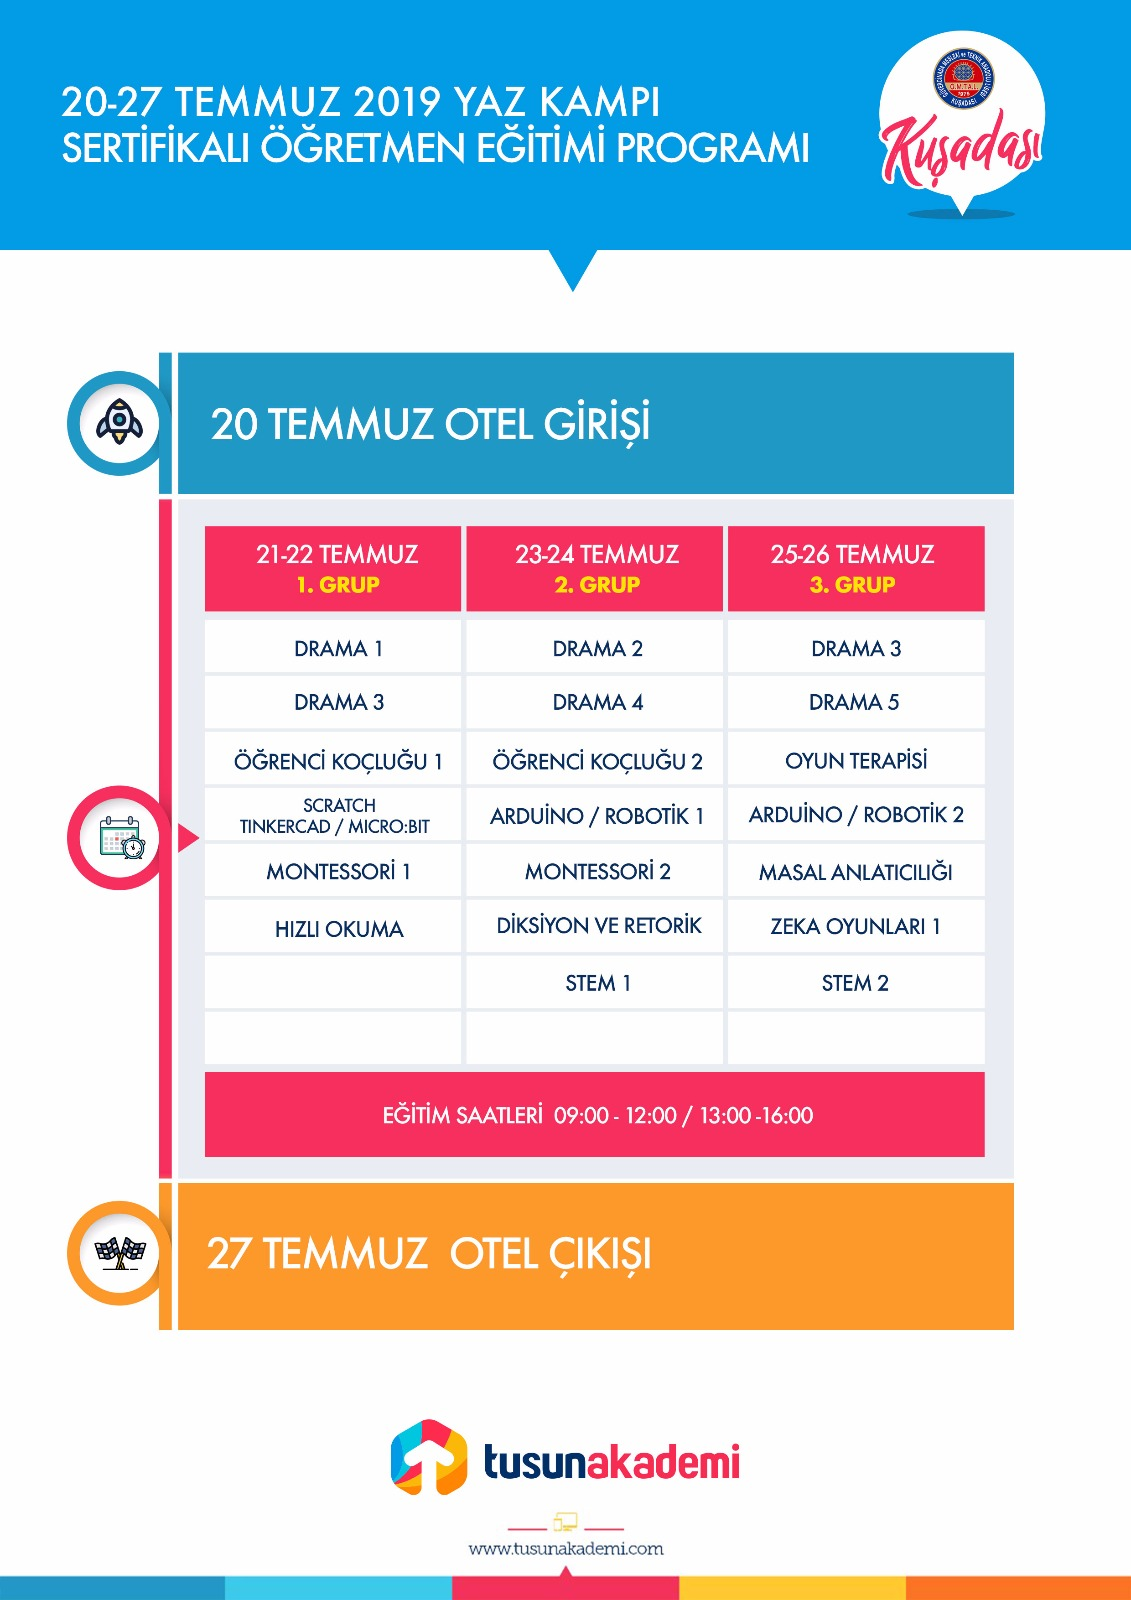 20-27 TEMMUZ 2019 YAZ KAMPI
SERTİFİKALI ÖĞRETMEN EĞİTİMİ PROGRAMI
KUŞADASI
1975
Kuşadası
20 TEMMUZ OTEL GİRİŞİ
21-22 TEMMUZ
1. GRUP
23-24 TEMMUZ
2. GRUP
25-26 TEMMUZ
3. GRUP
DRAMA 1
DRAMA 2
DRAMA 3
DRAMA 3
DRAMA 4
DRAMA 5
ÖĞRENCİ KOÇLUĞU 1
ÖĞRENCİ KOÇLUĞU 2
OYUN TERAPİSİ
SCRATCH
TINKERCAD / MICRO:BIT
ARDUİNO / ROBOTİK 1
ARDUİNO / ROBOTİK 2
MONTESSORİ 1
MONTESSORİ 2
MASAL ANLATICILIĞI
HIZLI OKUMA
DİKSİYON VE RETORİK
ZEKA OYUNLARI 1
STEM 1
STEM 2
EĞİTİM SAATLERİ 09:00 - 12:00 / 13:00 -16:00
27 TEMMUZ OTEL ÇIKIŞI
tusunakademi
www.tusunakademi.com